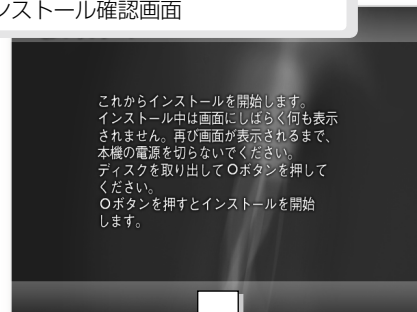 ンストール確認画面
これからインストールを開始します。
インストール中は画面にしばらく何も表示
されません。再び画面が表示されるまで、
本機の電源を切らないでください。
ディスクを取り出して○ボタンを押して
ください。
○ボタンを押すとインストールを開始
します。